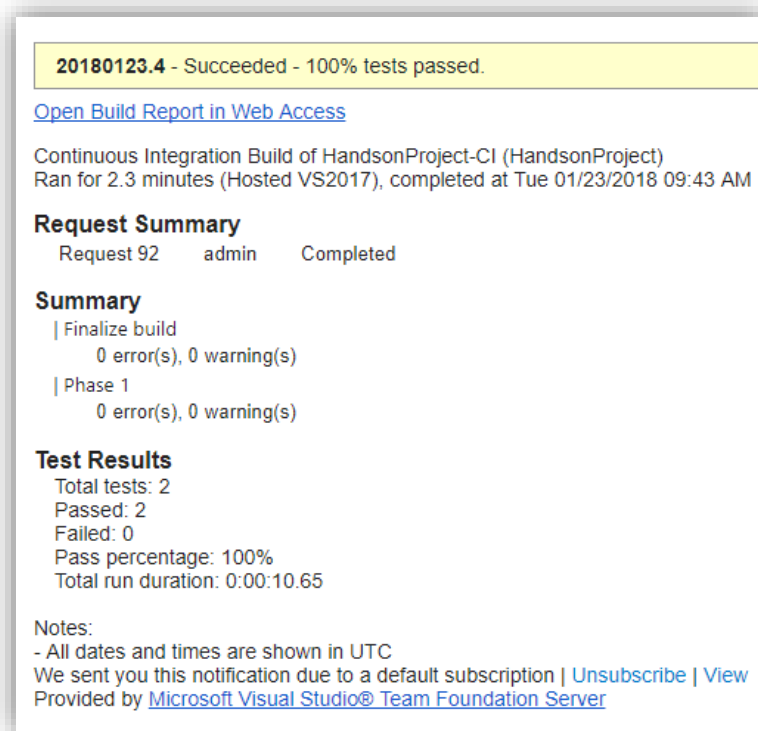 20180123.4 - Succeeded - 100% tests passed.
Open Build Report in Web Access
Continuous Integration Build of HandsonProject-CI (HandsonProject)
Ran for 2.3 minutes (Hosted VS2017), completed at Tue 01/23/2018 09:43 AM
Request Summary
Request 92 admin Completed
Summary
| Finalize build
0 error(s), 0 warning(s)
| Phase 1
0 error(s), 0 warning(s)
Test Results
Total tests: 2
Passed: 2
Failed: 0
Pass percentage: 100%
Total run duration: 0:00:10.65
Notes:
- All dates and times are shown in UTC
We sent you this notification due to a default subscription | Unsubscribe | View
Provided by Microsoft Visual Studio® Team Foundation Server